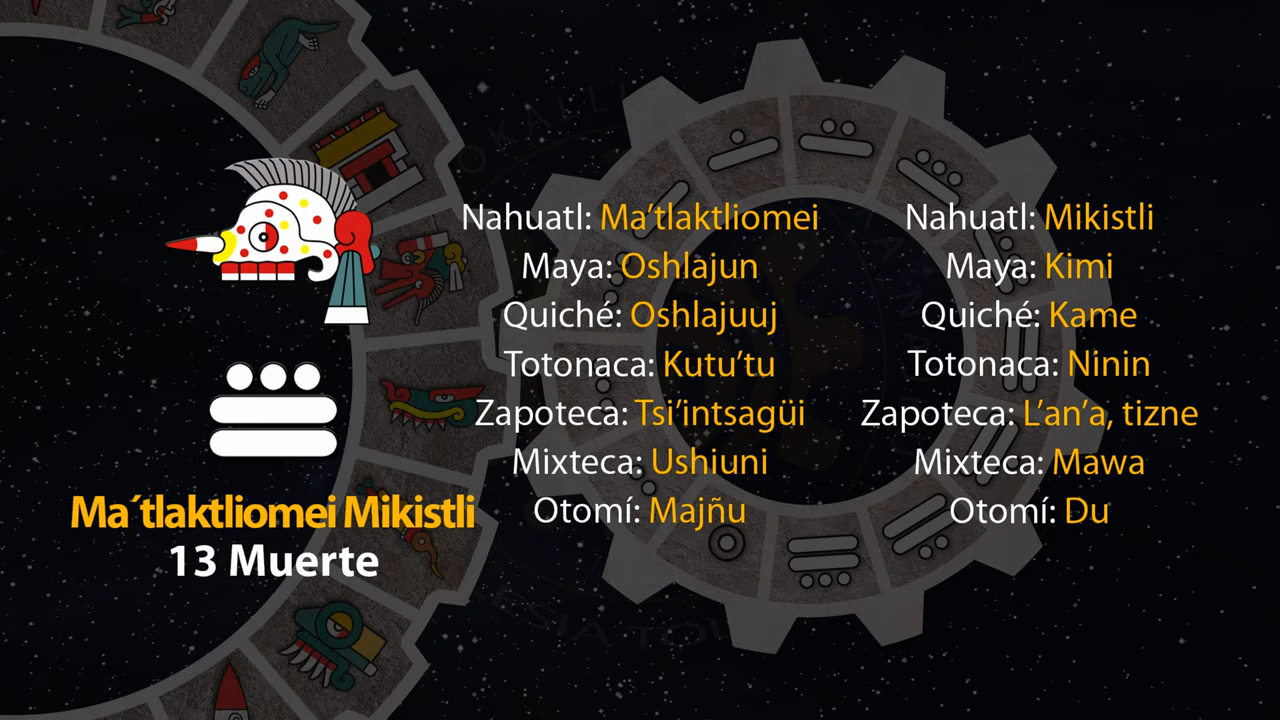 Nahuatl: Ma’tlaktliomei
Maya: Oshlajun
Quiché: Oshlajuuj
Totonaca: Kutu’tu
Zapoteca: Tsi’intsagüi
Mixteca: Ushiuni
Otomí: Majñu
Nahuatl: Mikistli
Maya: Kimi
Quiché: Kame
Totonaca: Ninin
Zapoteca: L’an’a, tizne
Mixteca: Mawa
Otomí: Du
Ma´tlaktliomei Mikistli
13 Muerte